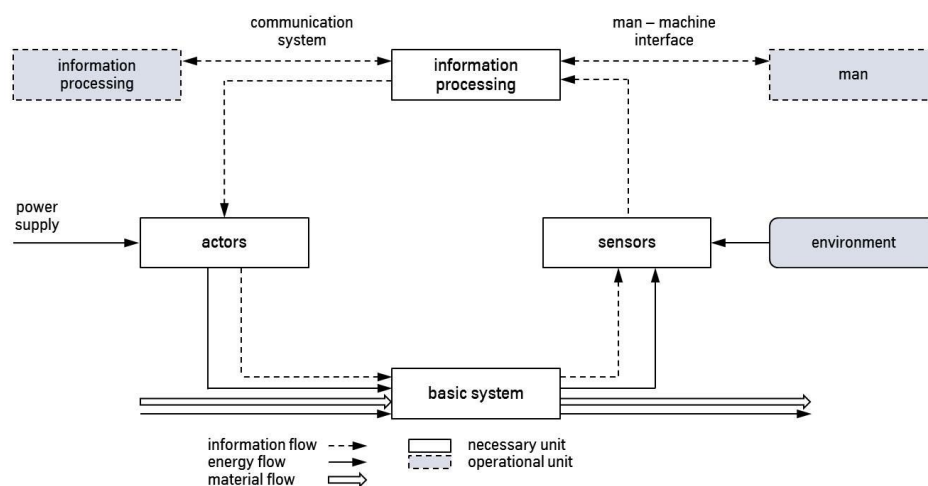 communication
system
man – machine
interface
information
processing
information
processing
man
power
supply
actors
sensors
environment
basic system
information flow
energy flow
material flow
necessary unit
operational unit